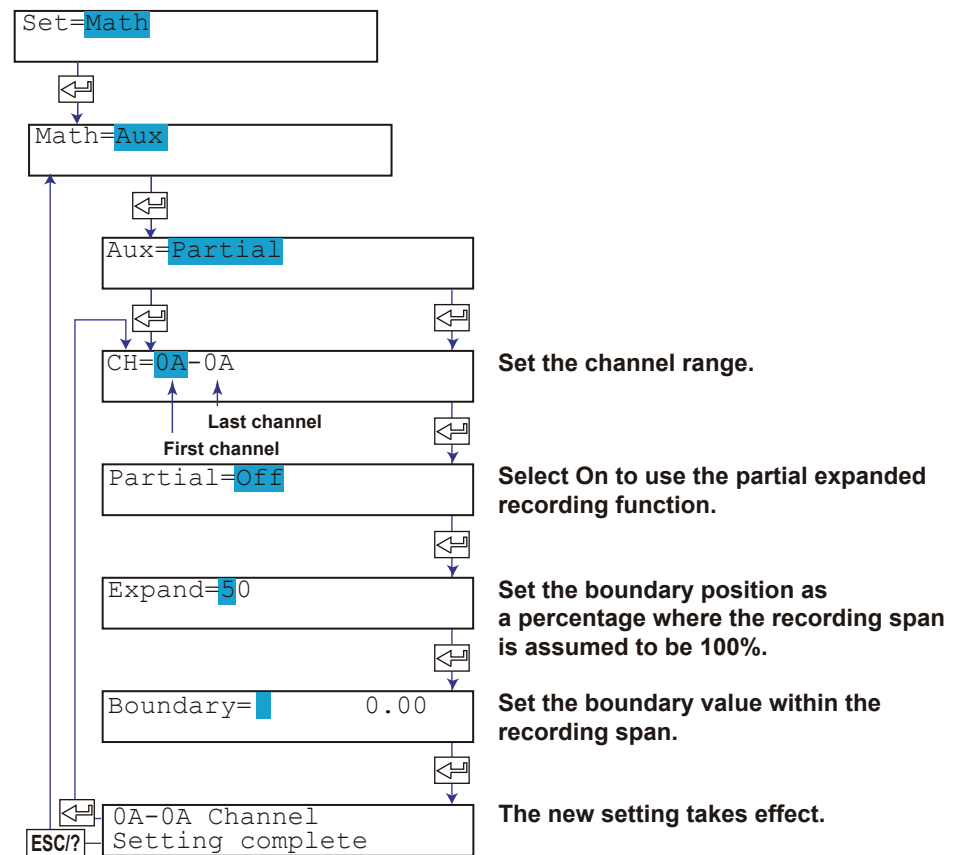 Set=Math
Math=Aux
Aux=Partial
CH=0A-0A
Set the channel range.
Last channel
First channel
Partial=Off
Select On to use the partial expanded
recording function.
Expand=50
Set the boundary position as
a percentage where the recording span
is assumed to be 100%.
Boundary= 0.00
Set the boundary value within the
recording span.
0A-0A Channel
Setting complete
The new setting takes effect.
ESC/?